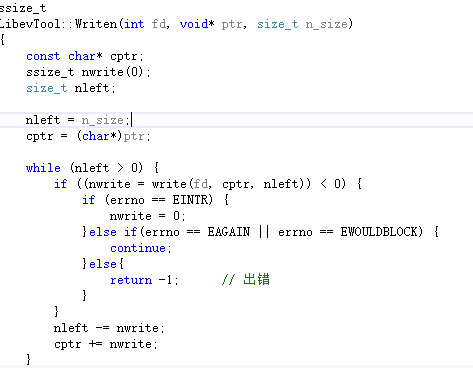 ssize_t
LibevTool::Writen(int fd, void* ptr, size_t n_size)
{
    const char* cptr;
    ssize_t nwrite(0);
    size_t nleft;
    nleft = n_size;
    cptr = (char*)ptr;
    while (nleft > 0) {
        if ((nwrite = write(fd, cptr, nleft)) < 0) {
            if (errno == EINTR) {
                nwrite = 0;
            }else if(errno == EAGAIN || errno == EWOULDBLOCK) {
                continue;
            }else{
                return -1;      // 出错
            }
        }
        nleft -= nwrite;
        cptr += nwrite;
    }